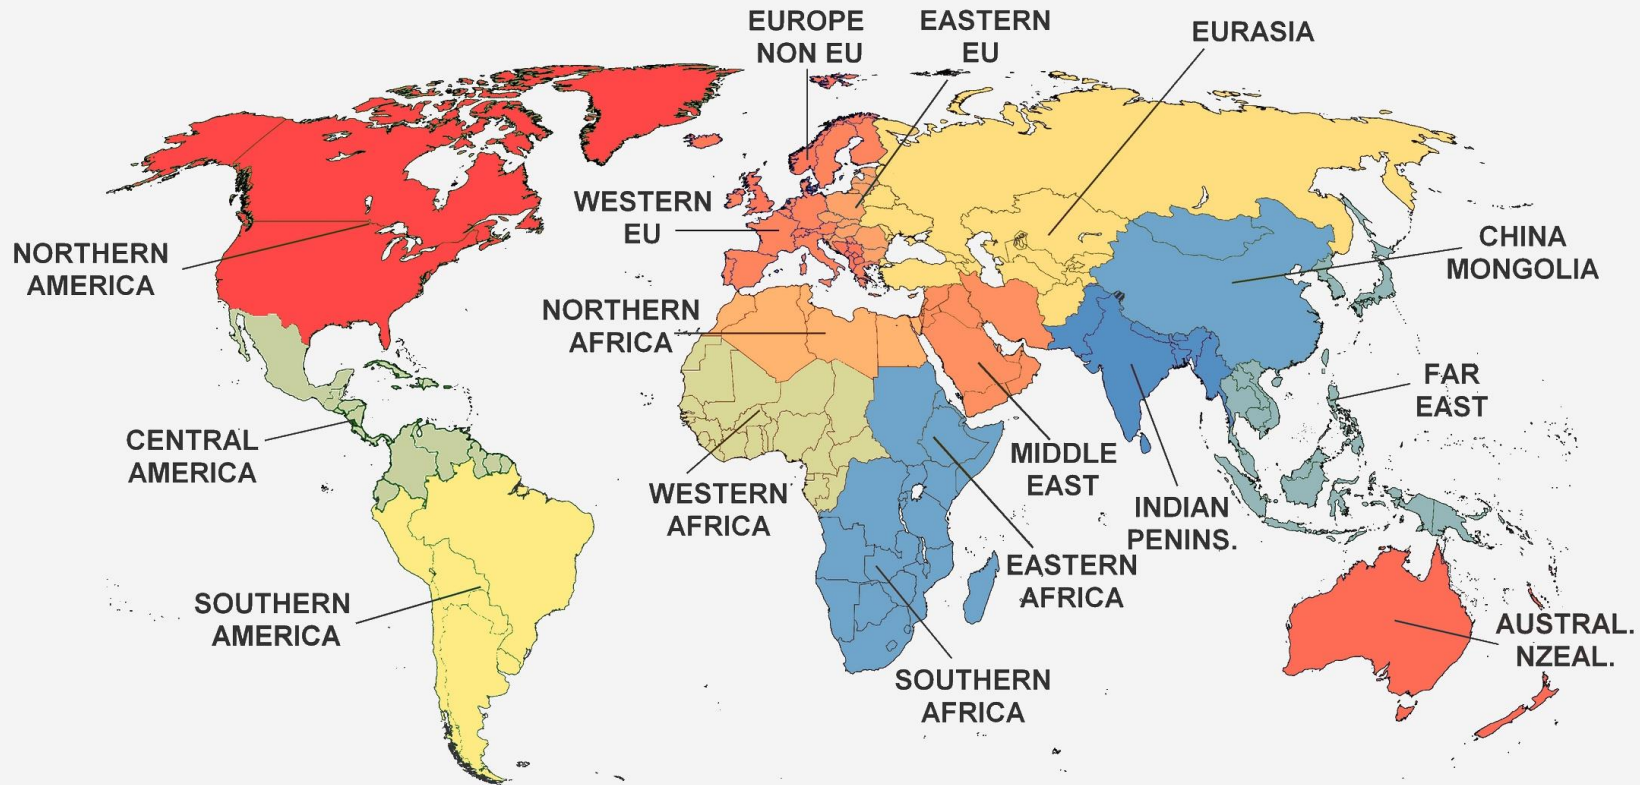 EUROPE
NON EU
EASTERN
EU
EURASIA
WESTERN
EU
NORTHERN
AMERICA
CHINA
MONGOLIA
NORTHERN
AFRICA
FAR
EAST
CENTRAL
AMERICA
MIDDLE
EAST
WESTERN
AFRICA
INDIAN
PENINS.
EASTERN
AFRICA
SOUTHERN
AMERICA
AUSTRAL.
NZEAL.
SOUTHERN
AFRICA